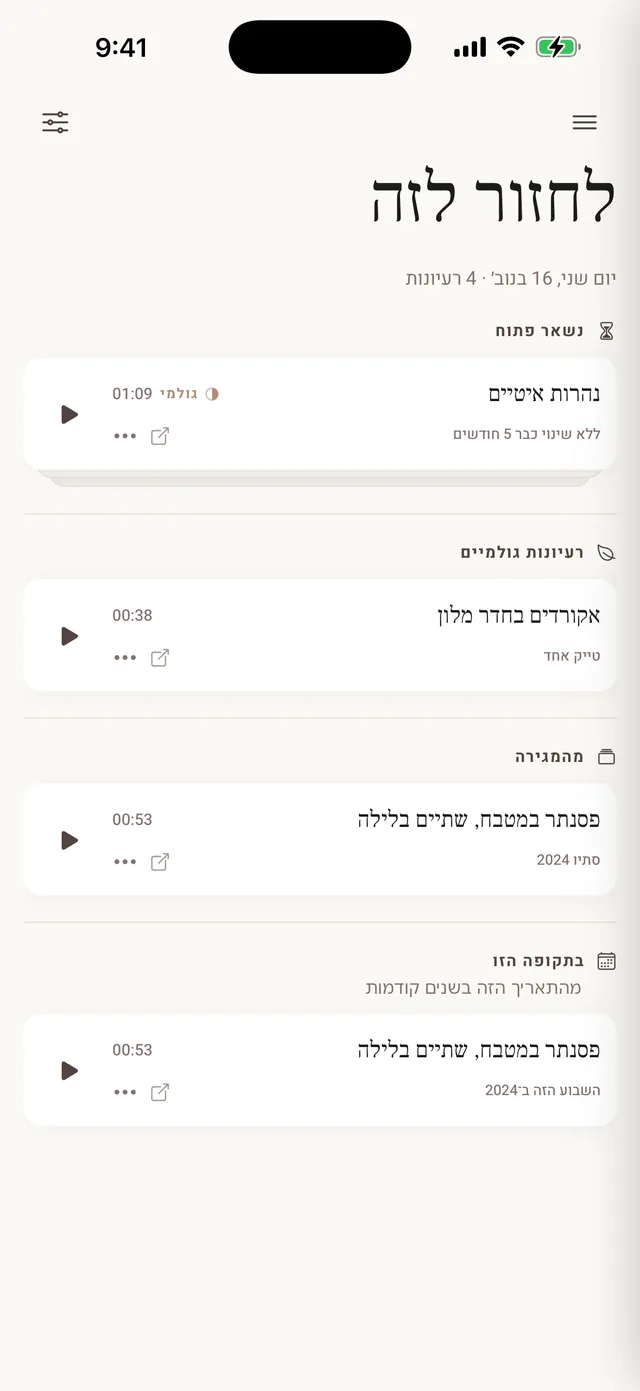 9:41
לחזור לזה
יום שני, 16 בנוב׳ · 4 רעיונות
נשאר פתוח
נהרות איטיים
גולמי 01:09
ללא שינוי כבר 5 חודשים
רעיונות גולמיים
אקורדים בחדר מלון
00:38
טייק אחד
מהמגירה
פסנתר במטבח, שתיים בלילה
00:53
סתיו 2024
בתקופה הזו
מהתאריך הזה בשנים קודמות
פסנתר במטבח, שתיים בלילה
00:53
השבוע הזה ב־2024